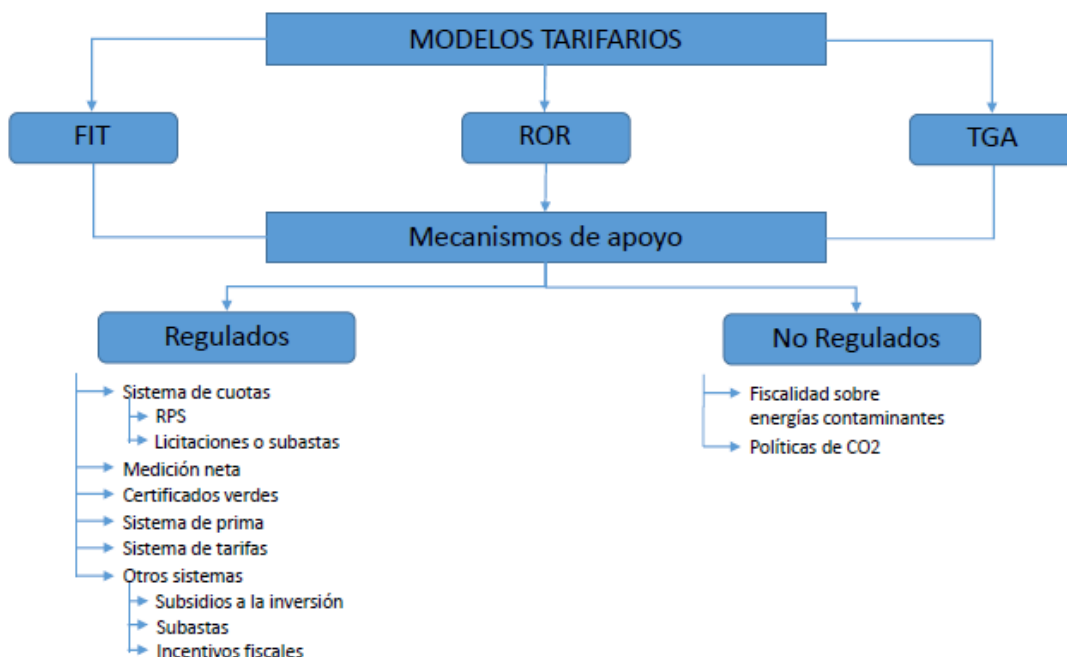 MODELOS TARIFARIOS
FIT
ROR
TGA
Mecanismos de apoyo
Regulados
No Regulados
Sistema de cuotas
RPS
Licitaciones o subastas
Medición neta
Certificados verdes
Sistema de prima
Sistema de tarifas
Otros sistemas
Subsidios a la inversión
Subastas
Incentivos fiscales
Fiscalidad sobre
energías contaminantes
Políticas de CO2